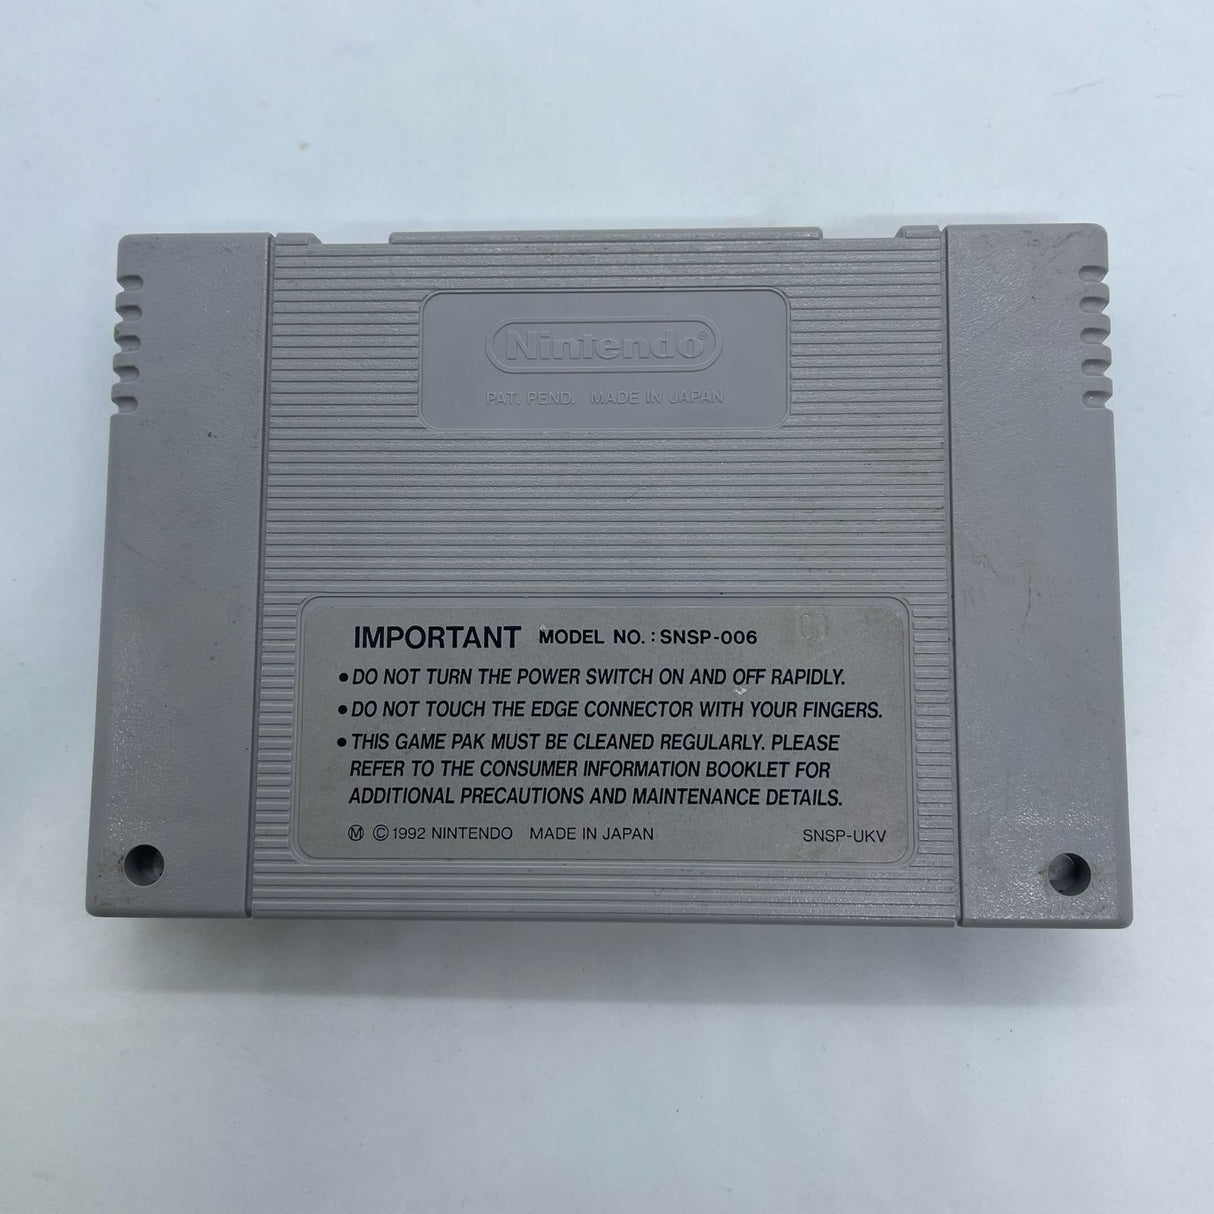 Nintendo®
PAT. PEND. MADE IN JAPAN
IMPORTANT MODEL NO. : SNSP-006
● DO NOT TURN THE POWER SWITCH ON AND OFF RAPIDLY.
● DO NOT TOUCH THE EDGE CONNECTOR WITH YOUR FINGERS.
● THIS GAME PAK MUST BE CLEANED REGULARLY. PLEASE
REFER TO THE CONSUMER INFORMATION BOOKLET FOR
ADDITIONAL PRECAUTIONS AND MAINTENANCE DETAILS.
Ⓜ © 1992 NINTENDO MADE IN JAPAN SNSP-UKV